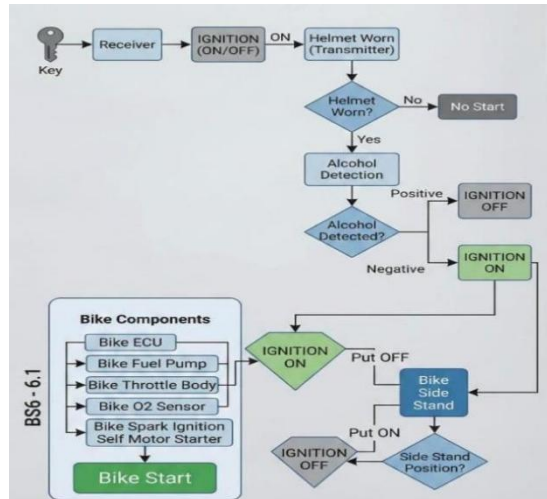 Key
Receiver
IGNITION
(ON/OFF)
ON
Helmet Worn
(Transmitter)
Helmet
Worn?
No
No Start
Yes
Alcohol
Detection
Alcohol
Detected?
Positive
IGNITION
OFF
Negative
IGNITION
ON
BS6 - 6.1
Bike Components
Bike ECU
Bike Fuel Pump
Bike Throttle Body
Bike O2 Sensor
Bike Spark Ignition
Self Motor Starter
Bike Start
IGNITION
ON
Put OFF
Bike
Side
Stand
Put ON
IGNITION
OFF
Side Stand
Position?